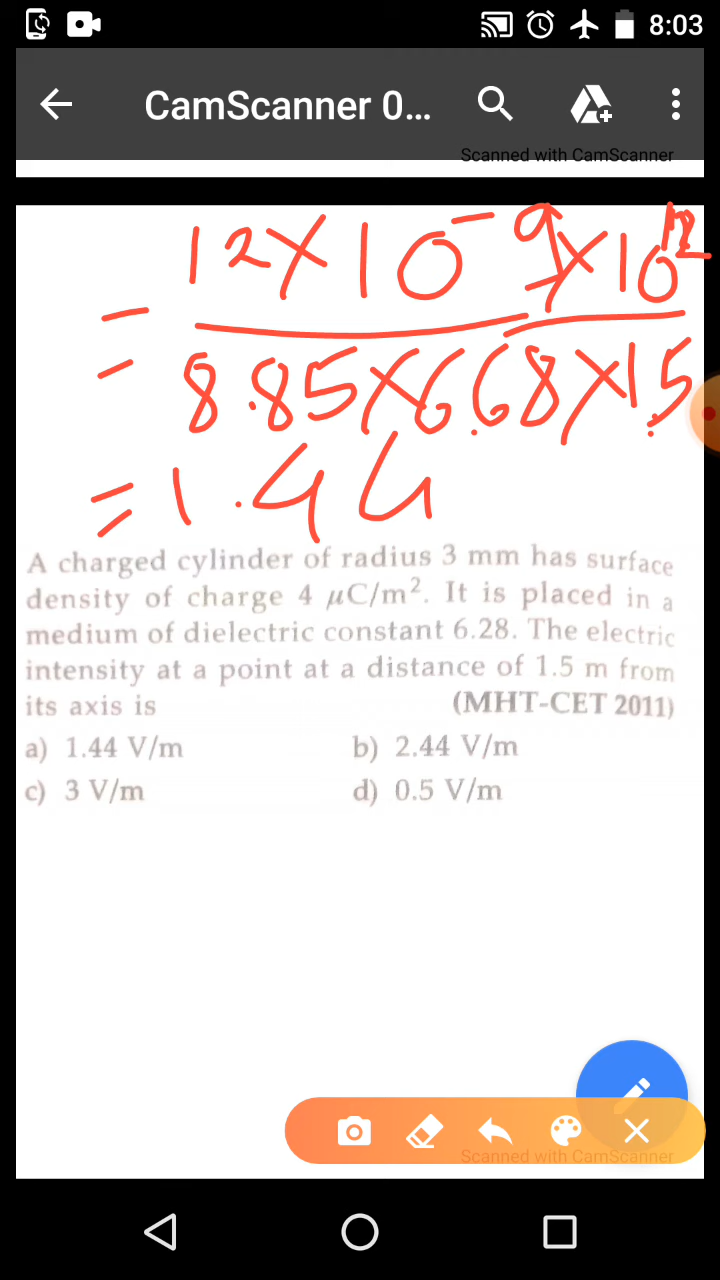 8:03
CamScanner 0...
Scanned with CamScanner
= 12×10⁻⁹×10¹²
8.85×6.68×1.5
=1.44
A charged cylinder of radius 3 mm has surface
density of charge 4 μC/m². It is placed in a
medium of dielectric constant 6.28. The electric
intensity at a point at a distance of 1.5 m from
its axis is (MHT-CET 2011)
a) 1.44 V/m b) 2.44 V/m
c) 3 V/m d) 0.5 V/m
Scanned with CamScanner